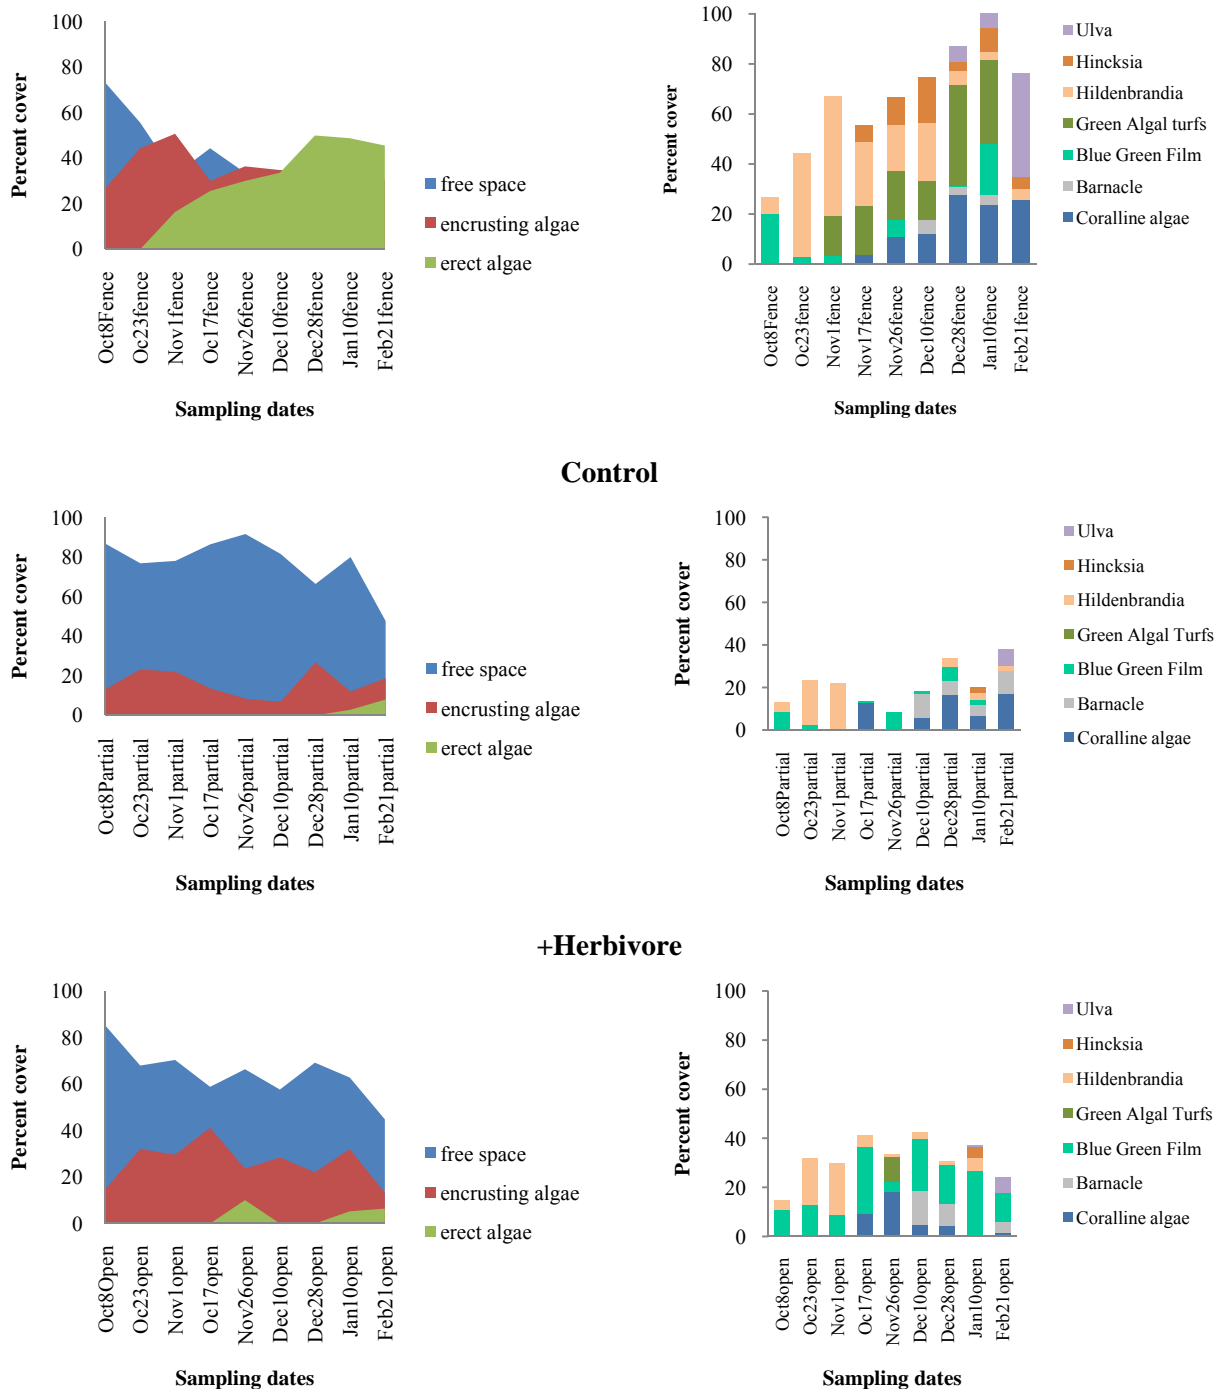 100
80
60
40
20
0
Percent cover
free space
encrusting algae
erect algae
Oct8Fence
Oc23fence
Nov1fence
Oc17fence
Nov26fence
Dec10fence
Dec28fence
Jan10fence
Feb21fence
Sampling dates
100
80
60
40
20
0
Percent cover
Ulva
Hincksia
Hildenbrandia
Green Algal turfs
Blue Green Film
Barnacle
Coralline algae
Oct8Fence
Oc23fence
Nov1fence
Nov17fence
Nov26fence
Dec10fence
Dec28fence
Jan10fence
Feb21fence
Sampling dates
Control
100
80
60
40
20
0
Percent cover
free space
encrusting algae
erect algae
Oct8Partial
Oc23partial
Nov1partial
Oc17partial
Nov26partial
Dec10partial
Dec28partial
Jan10partial
Feb21partial
Sampling dates
100
80
60
40
20
0
Percent cover
Ulva
Hincksia
Hildenbrandia
Green Algal Turfs
Blue Green Film
Barnacle
Coralline algae
Oct8Partial
Oc23partial
Nov1partial
Oc17partial
Nov26partial
Dec10partial
Dec28partial
Jan10partial
Feb21partial
Sampling dates
+Herbivore
100
80
60
40
20
0
Percent cover
free space
encrusting algae
erect algae
Oct8Open
Oc23open
Nov1open
Oc17open
Nov26open
Dec10open
Dec28open
Jan10open
Feb21open
Sampling dates
100
80
60
40
20
0
Percent cover
Ulva
Hincksia
Hildenbrandia
Green Algal Turfs
Blue Green Film
Barnacle
Coralline algae
Oct8open
Oc23open
Nov1open
Oc17open
Nov26open
Dec10open
Dec28open
Jan10open
Feb21open
Sampling dates